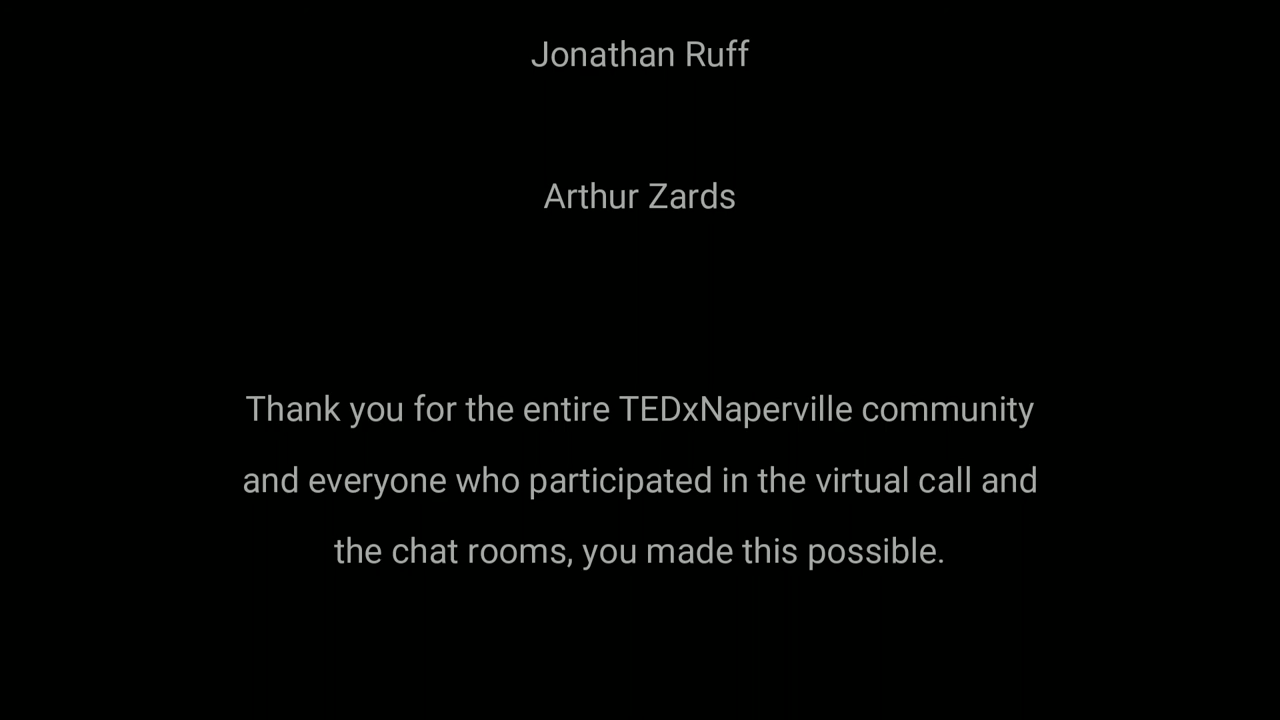 Jonathan Ruff
Arthur Zards
Thank you for the entire TEDxNaperville community
and everyone who participated in the virtual call and
the chat rooms, you made this possible.